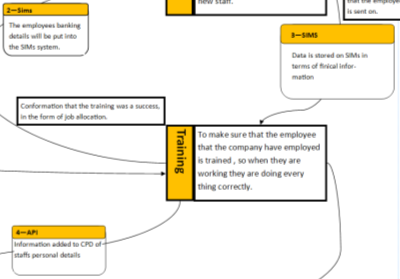 new staff.
is sent on.
2—Sims
The employees banking
details will be put into
the SIMs system.
3—SIMS
Data is stored on SIMs in
terms of finical infor-
mation
Conformation that the training was a success,
in the form of job allocation.
Training
To make sure that the employee
that the company have employed
is trained , so when they are
working they are doing every
thing correctly.
4—API
Information added to CPD of
staffs personal details